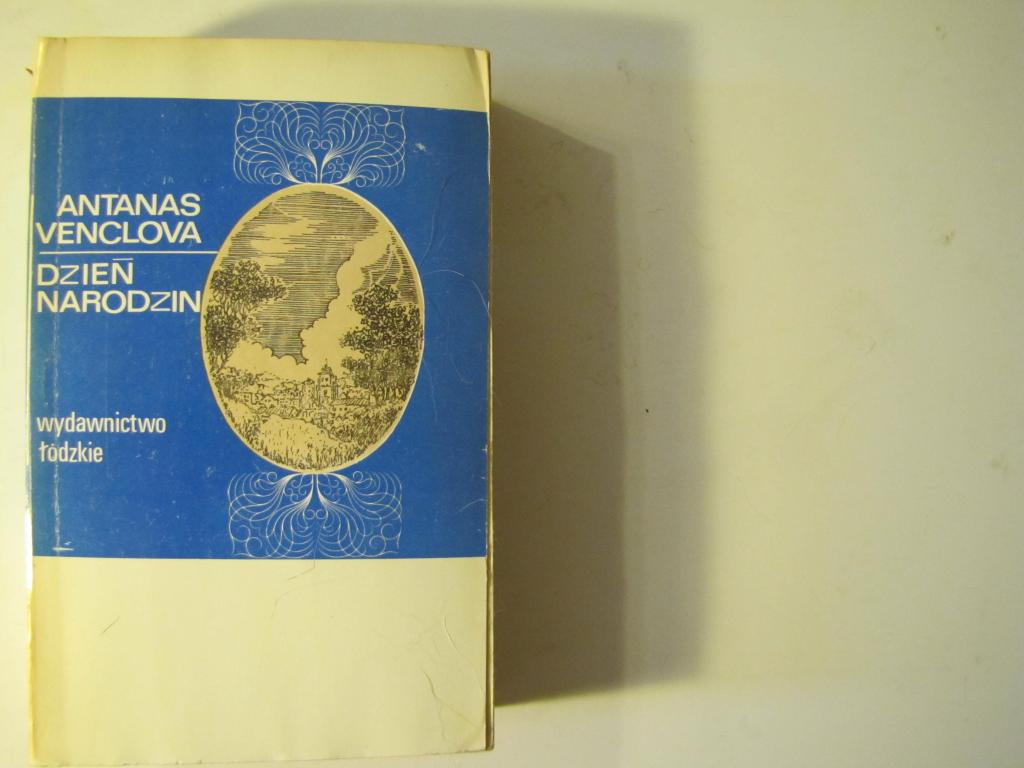 ANTANAS
VENCLOVA
DZIEŃ
NARODZIN
wydawnictwo
łódzkie